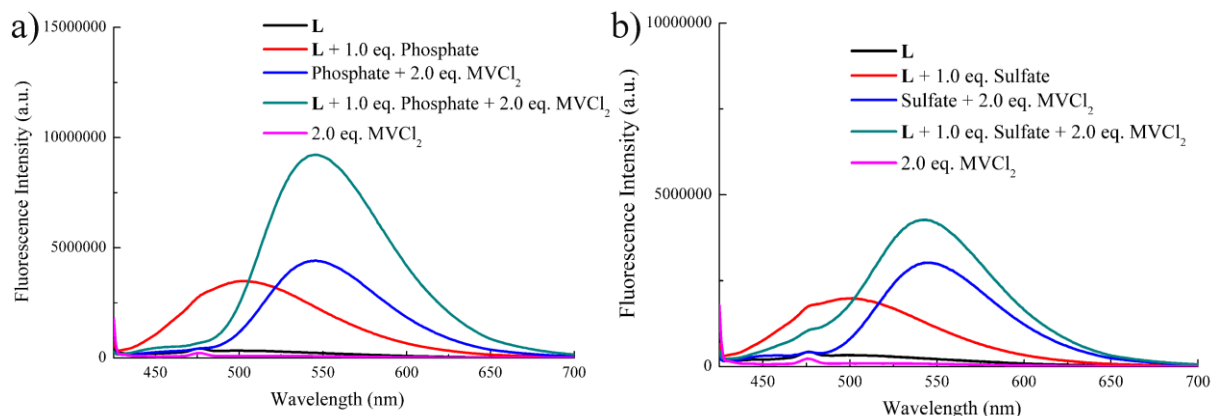 a)
15000000
10000000
5000000
0
Fluorescence Intensity (a.u.)
L
L + 1.0 eq. Phosphate
Phosphate + 2.0 eq. MVCl2
L + 1.0 eq. Phosphate + 2.0 eq. MVCl2
2.0 eq. MVCl2
450 500 550 600 650 700
Wavelength (nm)
b)
10000000
5000000
0
Fluorescence Intensity (a.u.)
L
L + 1.0 eq. Sulfate
Sulfate + 2.0 eq. MVCl2
L + 1.0 eq. Sulfate + 2.0 eq. MVCl2
2.0 eq. MVCl2
450 500 550 600 650 700
Wavelength (nm)